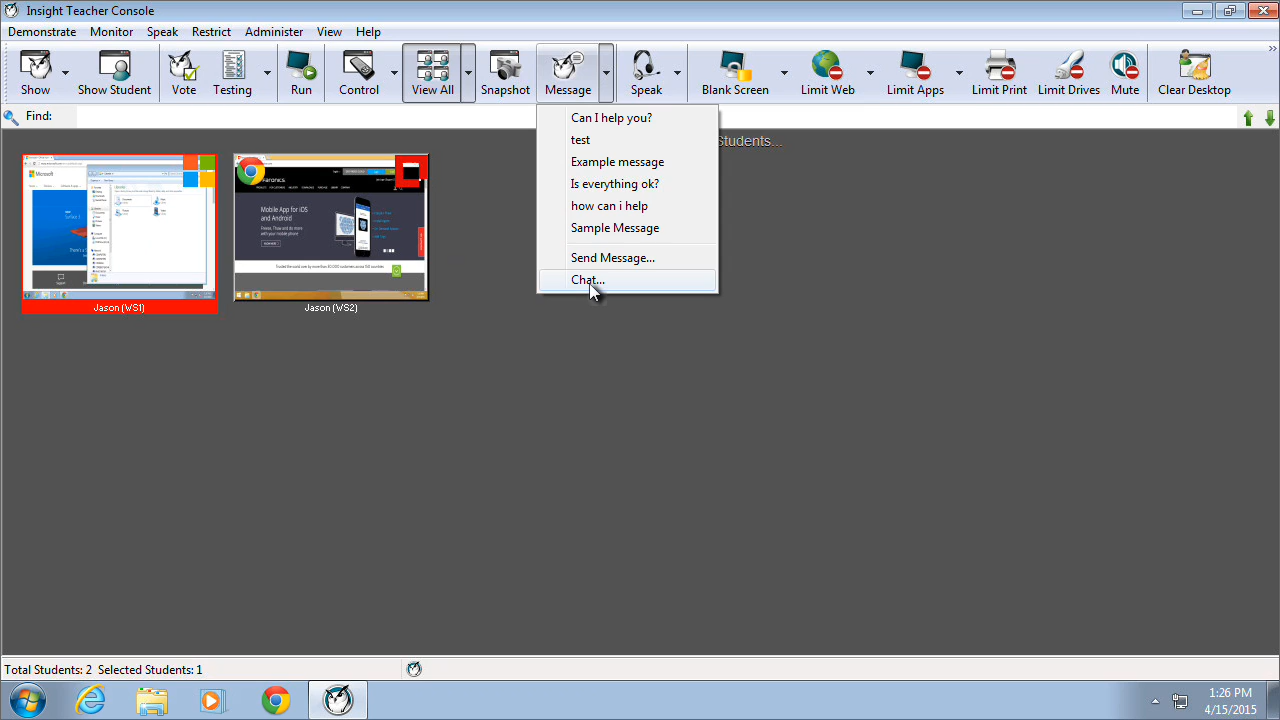 Insight Teacher Console
Demonstrate Monitor Speak Restrict Administer View Help
Show Show Student Vote Testing Run Control View All Snapshot Message Speak Blank Screen Limit Web Limit Apps Limit Print Limit Drives Mute Clear Desktop
Find:
Can I help you?
Students...
test
Example message
Is everything ok?
how can i help
Sample Message
Send Message...
Chat...
Microsoft
Mobile App for iOS
and Android
Jason (WS1)
Jason (WS2)
Total Students: 2 Selected Students: 1
1:26 PM
4/15/2015